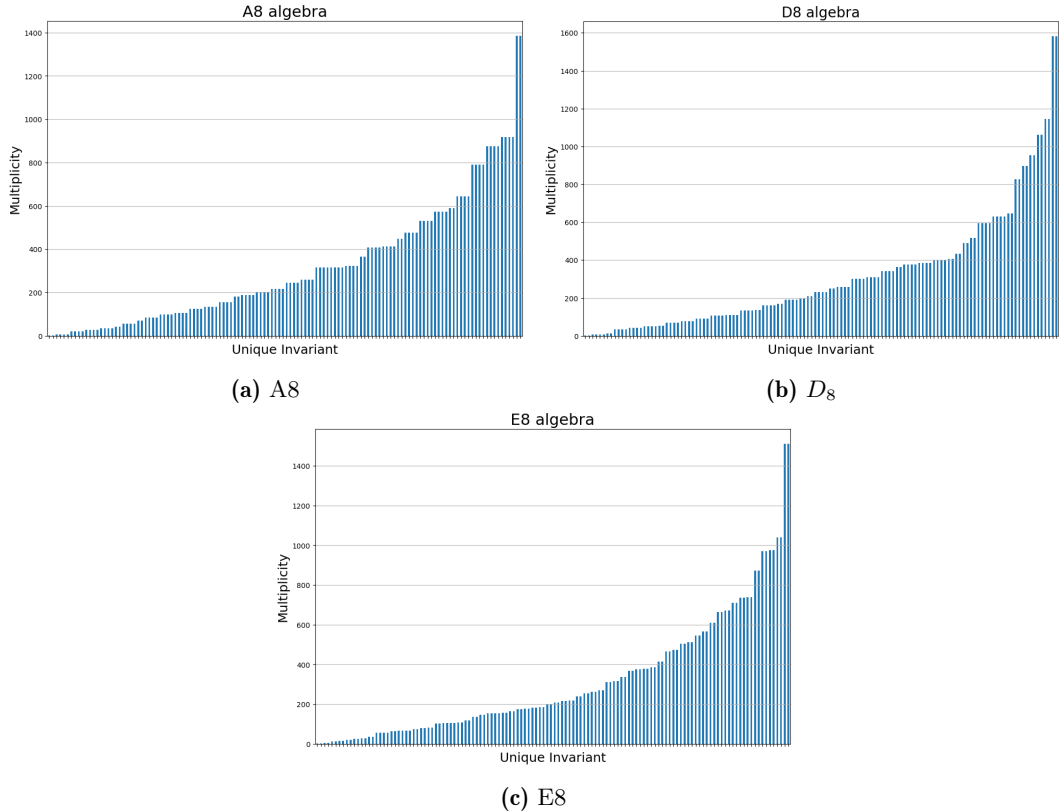 A8 algebra
1400
1200
1000
800
600
400
200
0
Multiplicity
Unique Invariant
(a) A8
D8 algebra
1600
1400
1200
1000
800
600
400
200
0
Multiplicity
Unique Invariant
(b) D8
E8 algebra
1400
1200
1000
800
600
400
200
0
Multiplicity
Unique Invariant
(c) E8